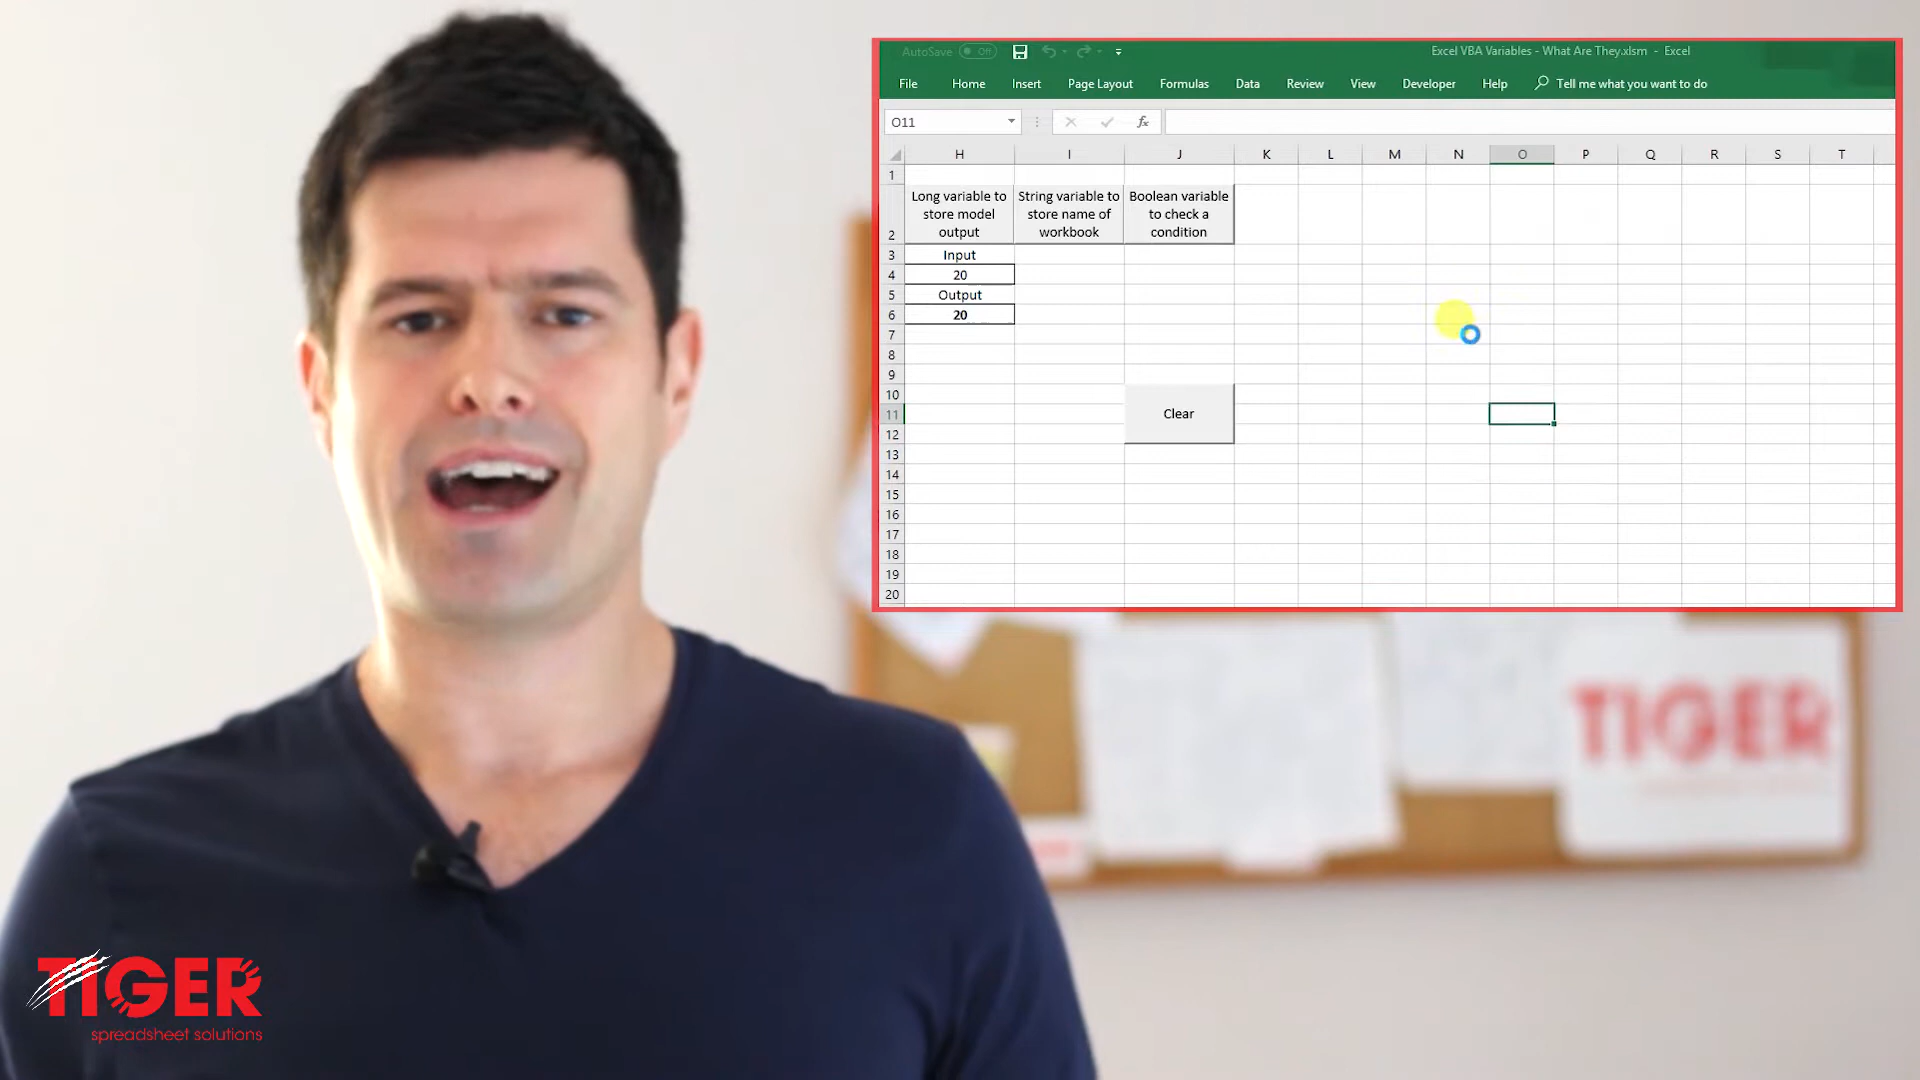 AutoSave Off
Excel VBA Variables - What Are They.xlsm - Excel
File Home Insert Page Layout Formulas Data Review View Developer Help Tell me what you want to do
O11 fx
H I J K L M N O P Q R S T
1
Long variable to String variable to Boolean variable
store model store name of to check a
2 output workbook condition
3 Input
4 20
5 Output
6 20
7
8
9
10
11 Clear
12
13
14
15
16
17
18
19
20
TIGER
TIGER
spreadsheet solutions